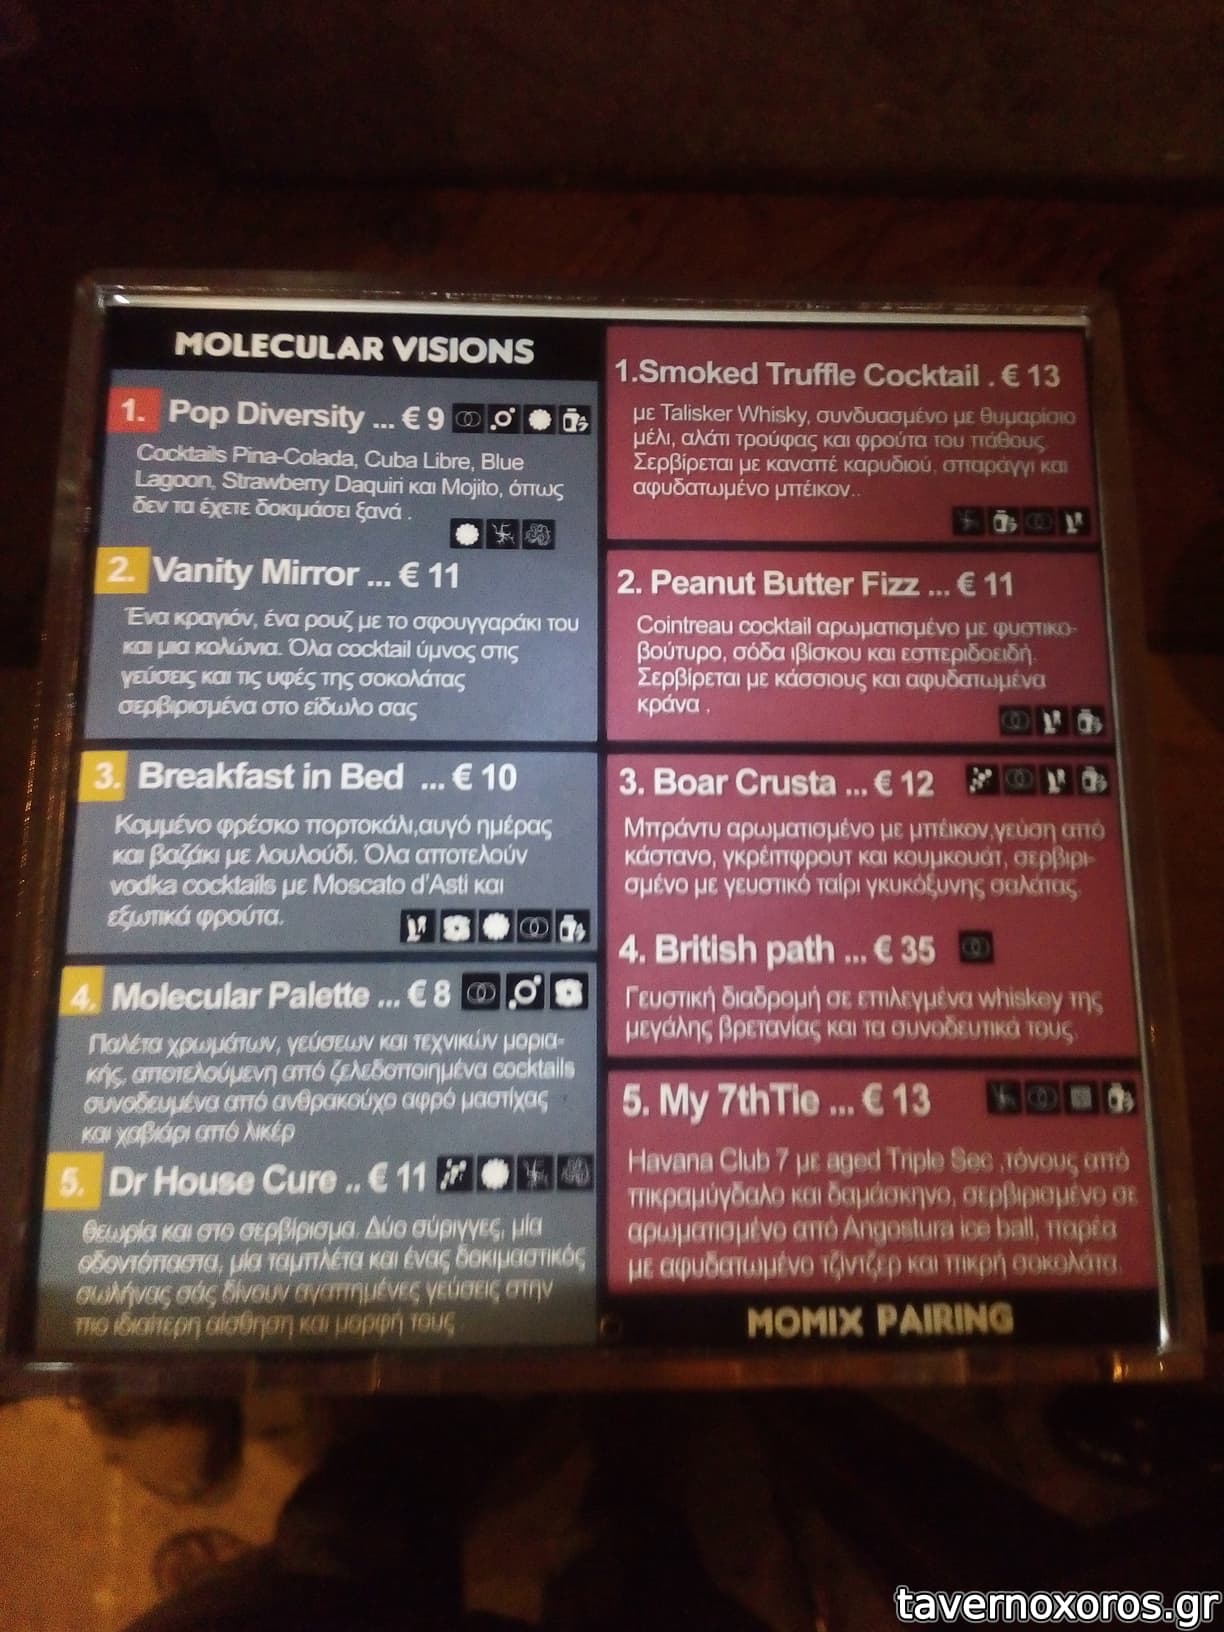 MOLECULAR VISIONS
1. Pop Diversity ... € 9
Cocktails Pina-Colada, Cuba Libre, Blue
Lagoon, Strawberry Daquiri και Mojito, όπως
δεν τα έχετε δοκιμάσει ξανά .
2. Vanity Mirror ... € 11
Ένα κραγιόν, ένα ρουζ με το σφουγγαράκι του
και μια κολώνια. Όλα cocktail ύμνος στις
γεύσεις και τις υφές της σοκολάτας
σερβιρισμένα στο είδωλο σας
3. Breakfast in Bed ... € 10
Κομμένο φρέσκο πορτοκάλι,αυγό ημέρας
και βαζάκι με λουλούδι. Όλα αποτελούν
vodka cocktails με Moscato d'Asti και
εξωτικά φρούτα.
4. Molecular Palette ... € 8
Παλέτα χρωμάτων, γεύσεων και τεχνικών μορια-
κής, αποτελούμενη από ζελεδοποιημένα cocktails
συνοδευμένα από ανθρακούχο αφρό μαστίχας
και χαβιάρι από λικέρ
5. Dr House Cure .. € 11
θεωρία και στο σερβίρισμα. Δύο σύριγγες, μία
οδοντόπαστα, μία ταμπλέτα και ένας δοκιμαστικός
σωλήνας σάς δίνουν αγαπημένες γεύσεις στην
πιο ιδιαίτερη αίσθηση και μορφή τους
1.Smoked Truffle Cocktail . € 13
με Talisker Whisky, συνδυασμένο με θυμαρίσιο
μέλι, αλάτι τρούφας και φρούτα του πάθους.
Σερβίρεται με καναπέ καρυδιού, σπαράγγι και
αφυδατωμένο μπέικον..
2. Peanut Butter Fizz ... € 11
Cointreau cocktail αρωματισμένο με φυστικο-
βούτυρο, σόδα ιβίσκου και εσπεριδοειδή.
Σερβίρεται με κάσσιους και αφυδατωμένα
κράνα .
3. Boar Crusta ... € 12
Μπράντυ αρωματισμένο με μπέικον,γεύση από
κάστανο, γκρέιπφρουτ και κουμκουάτ, σερβιρι-
σμένο με γευστικό ταίρι γκυκόξυνης σαλάτας.
4. British path ... € 35
Γευστική διαδρομή σε επιλεγμένα whiskey της
μεγάλης βρετανίας και τα συνοδευτικά τους.
5. My 7thTie ... € 13
Havana Club 7 με aged Triple Sec ,τόνους από
πικραμύγδαλο και δαμάσκηνο, σερβιρισμένο σε
αρωματισμένο από Angostura ice ball, παρέα
με αφυδατωμένο τζίντζερ και πικρή σοκολάτα.
MOMIX PAIRING
tavernoxoros.gr